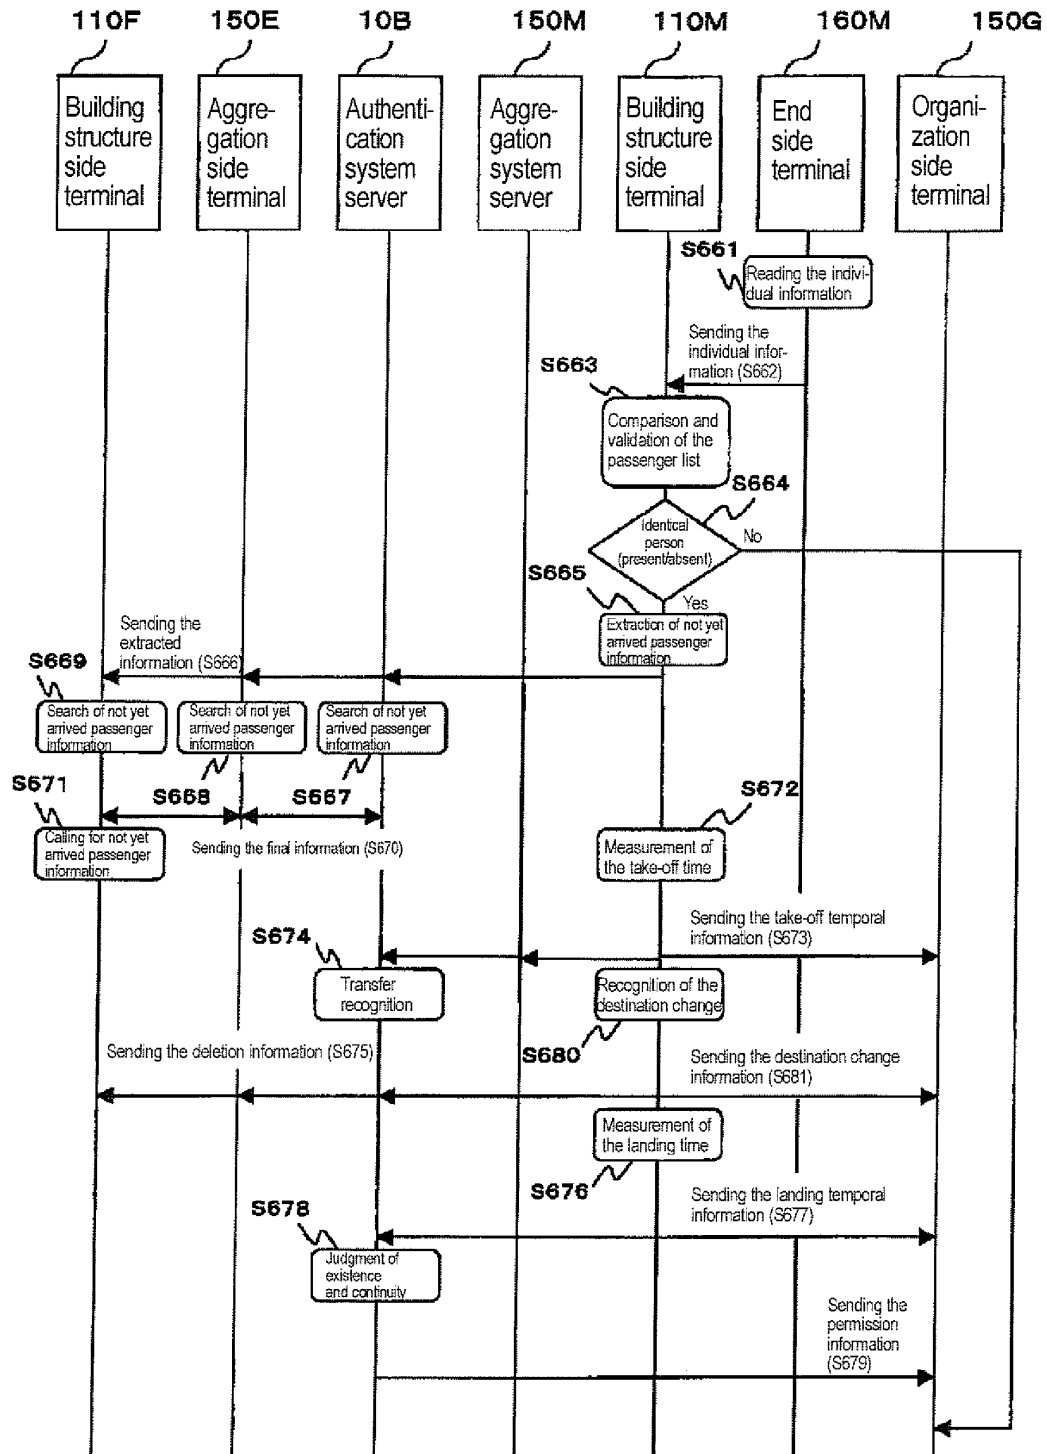 110F 150E 10B 150M 110M 160M 150G
Building
structure
side
terminal
Aggre-
gation
side
terminal
Authenti-
cation
system
server
Aggre-
gation
system
server
Building
structure
side
terminal
End
side
terminal
Organi-
zation
side
terminal
S661
Reading the indivi-
dual information
Sending the
individual infor-
mation (S662)
S663
Comparison and
validation of the
passenger list
S664
Identical
person
(present/absent)
No
S665
Yes
Extraction of not yet
arrived passenger
information
Sending the
extracted
information (S666)
S669
Search of not yet
arrived passenger
information
Search of not yet
arrived passenger
information
Search of not yet
arrived passenger
information
S671
S668
S667
S672
Calling for not yet
arrived passenger
information
Sending the final information (S670)
Measurement of
the take-off time
Sending the take-off temporal
information (S673)
S674
Transfer
recognition
Recognition of the
destination change
S680
Sending the deletion information (S675)
Sending the destination change
information (S681)
Measurement of
the landing time
S676
Sending the landing temporal
information (S677)
S678
Judgment of
existence
and continuity
Sending the
permission
information
(S679)